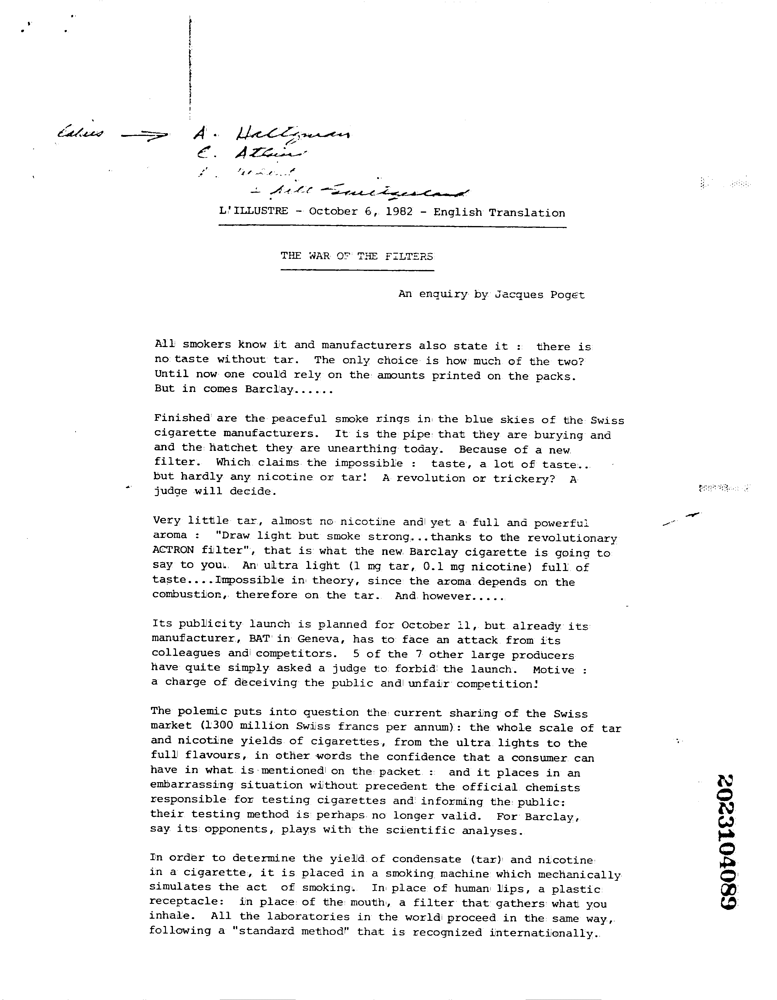 A. Holtzman
C. Atkins
L'ILLUSTRE - October 6, 1982 - English Translation
THE WAR OF THE FILTERS
An enquiry by Jacques Poget
All smokers know it and manufacturers also state it : there is
no taste without tar. The only choice is how much of the two?
Until now one could rely on the amounts printed on the packs.
But in comes Barclay......
Finished are the peaceful smoke rings in the blue skies of the Swiss
cigarette manufacturers. It is the pipe that they are burying and
and the hatchet they are unearthing today. Because of a new
filter. Which claims the impossible : taste, a lot of taste..
but hardly any nicotine or tar! A revolution or trickery? A
judge will decide.
Very little tar, almost no nicotine and yet a full and powerful
aroma : "Draw light but smoke strong...thanks to the revolutionary
ACTRON filter", that is what the new Barclay cigarette is going to
say to you. An ultra light (1 mg tar, 0.1 mg nicotine) full of
taste....Impossible in theory, since the aroma depends on the
combustion, therefore on the tar. And however.....
Its publicity launch is planned for October 11, but already its
manufacturer, BAT in Geneva, has to face an attack from its
colleagues and competitors. 5 of the 7 other large producers
have quite simply asked a judge to forbid the launch. Motive :
a charge of deceiving the public and unfair competition!
The polemic puts into question the current sharing of the Swiss
market (1300 million Swiss francs per annum): the whole scale of tar
and nicotine yields of cigarettes, from the ultra lights to the
full flavours, in other words the confidence that a consumer can
have in what is mentioned on the packet : and it places in an
embarrassing situation without precedent the official chemists
responsible for testing cigarettes and informing the public:
their testing method is perhaps no longer valid. For Barclay,
say its opponents, plays with the scientific analyses.
In order to determine the yield of condensate (tar) and nicotine
in a cigarette, it is placed in a smoking machine which mechanically
simulates the act of smoking. In place of human lips, a plastic
receptacle: in place of the mouth, a filter that gathers what you
inhale. All the laboratories in the world proceed in the same way,
following a "standard method" that is recognized internationally.
2023104089